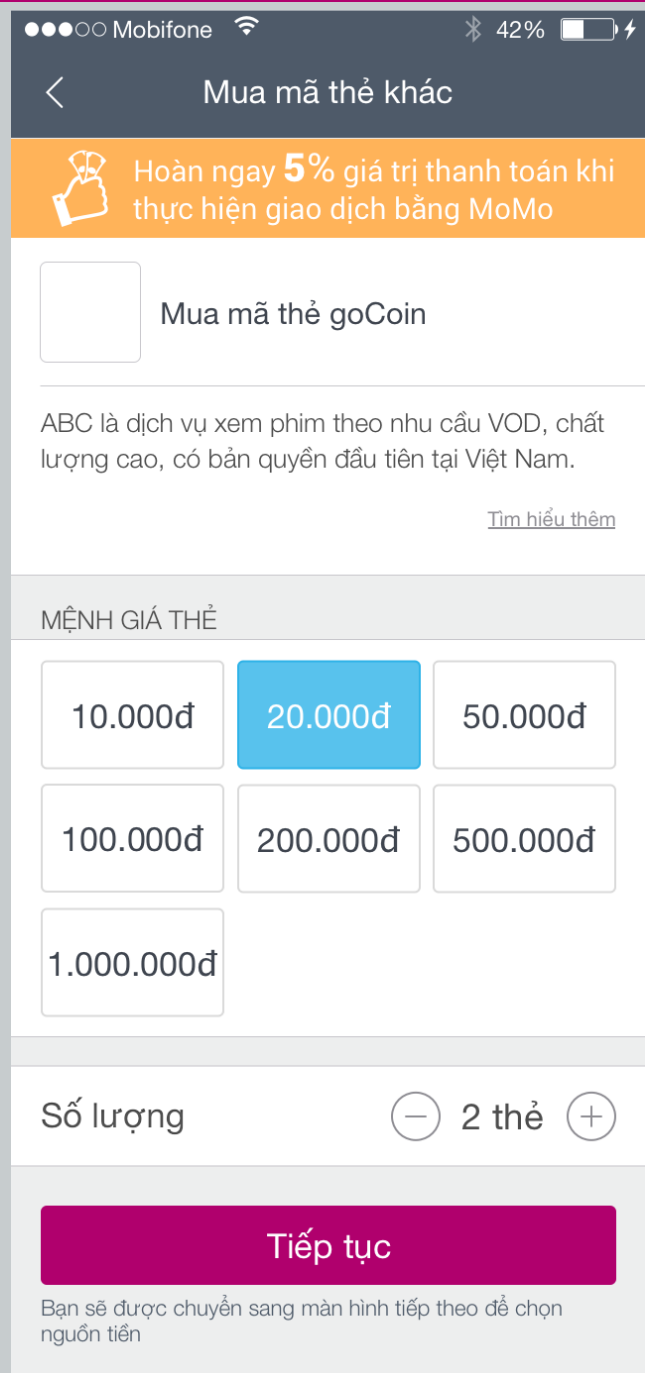 Mobifone 42%
Mua mã thẻ khác
Hoàn ngay 5% giá trị thanh toán khi
thực hiện giao dịch bằng MoMo
Mua mã thẻ goCoin
ABC là dịch vụ xem phim theo nhu cầu VOD, chất
lượng cao, có bản quyền đầu tiên tại Việt Nam.
Tìm hiểu thêm
MỆNH GIÁ THẺ
10.000đ 20.000đ 50.000đ
100.000đ 200.000đ 500.000đ
1.000.000đ
Số lượng 2 thẻ
Tiếp tục
Bạn sẽ được chuyển sang màn hình tiếp theo để chọn
nguồn tiền